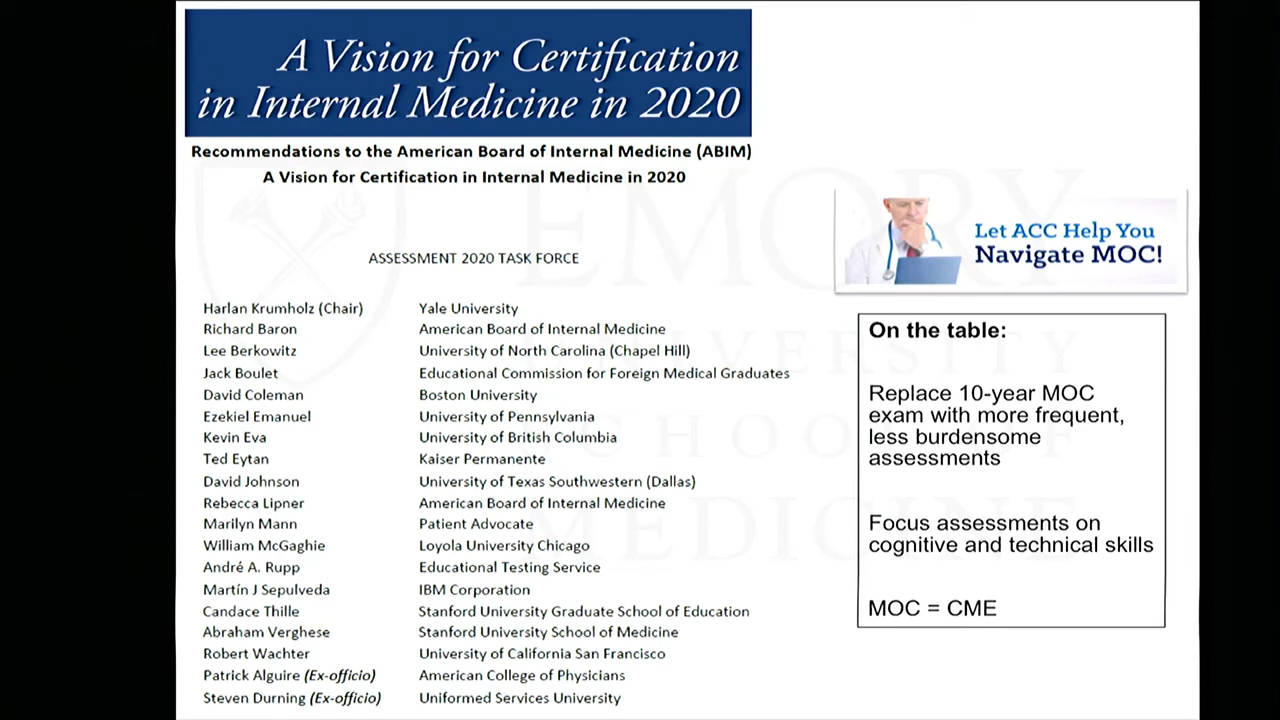 A Vision for Certification
in Internal Medicine in 2020
Recommendations to the American Board of Internal Medicine (ABIM)
A Vision for Certification in Internal Medicine in 2020
ASSESSMENT 2020 TASK FORCE
Harlan Krumholz (Chair) Yale University
Richard Baron American Board of Internal Medicine
Lee Berkowitz University of North Carolina (Chapel Hill)
Jack Boulet Educational Commission for Foreign Medical Graduates
David Coleman Boston University
Ezekiel Emanuel University of Pennsylvania
Kevin Eva University of British Columbia
Ted Eytan Kaiser Permanente
David Johnson University of Texas Southwestern (Dallas)
Rebecca Lipner American Board of Internal Medicine
Marilyn Mann Patient Advocate
William McGaghie Loyola University Chicago
André A. Rupp Educational Testing Service
Martín J Sepulveda IBM Corporation
Candace Thille Stanford University Graduate School of Education
Abraham Verghese Stanford University School of Medicine
Robert Wachter University of California San Francisco
Patrick Alguire (Ex-officio) American College of Physicians
Steven Durning (Ex-officio) Uniformed Services University
Let ACC Help You
Navigate MOC!
On the table:
Replace 10-year MOC
exam with more frequent,
less burdensome
assessments
Focus assessments on
cognitive and technical skills
MOC = CME
EMORY
UNIVERSITY
SCHOOL OF
MEDICINE